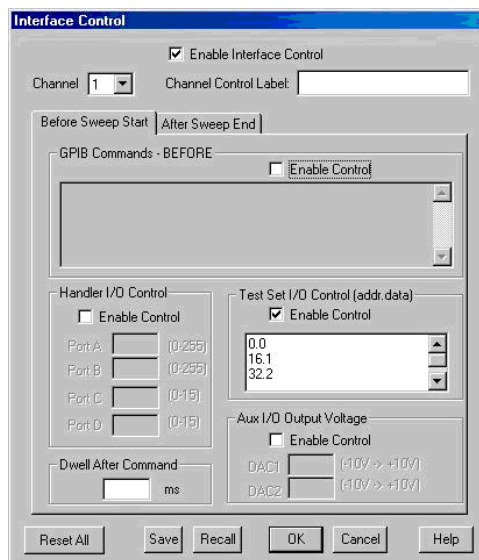 Interface Control
Enable Interface Control
Channel 1 Channel Control Label:
Before Sweep Start After Sweep End
GPIB Commands - BEFORE
Enable Control
Handler I/O Control
Enable Control
Port A (0-255)
Port B (0-255)
Port C (0-15)
Port D (0-15)
Test Set I/O Control (addr.data)
Enable Control
0.0
16.1
32.2
Aux I/O Output Voltage
Enable Control
DAC1 (-10V -> +10V)
DAC2 (-10V -> +10V)
Dwell After Command
ms
Reset All Save Recall OK Cancel Help